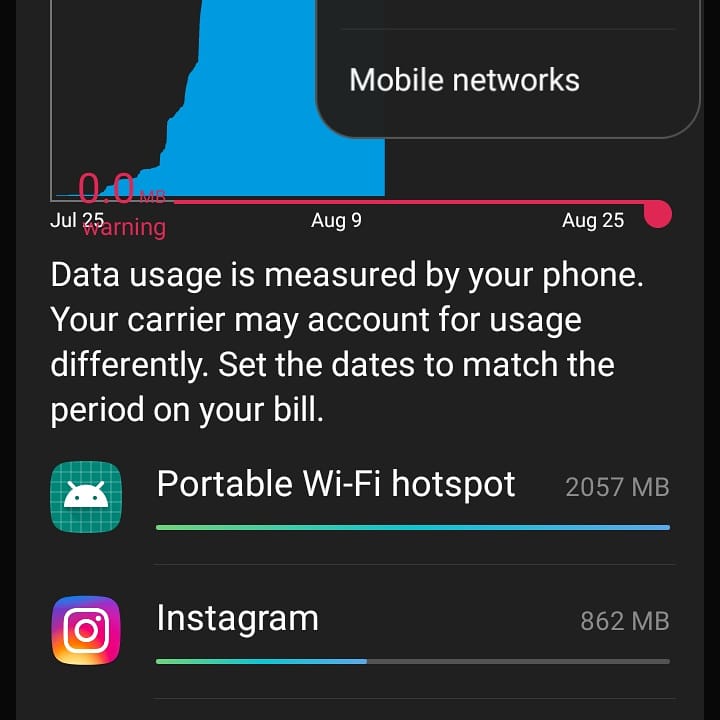 Mobile networks
0.0 MB
warning
Jul 25
Aug 9
Aug 25
Data usage is measured by your phone.
Your carrier may account for usage
differently. Set the dates to match the
period on your bill.
Portable Wi-Fi hotspot 2057 MB
Instagram 862 MB